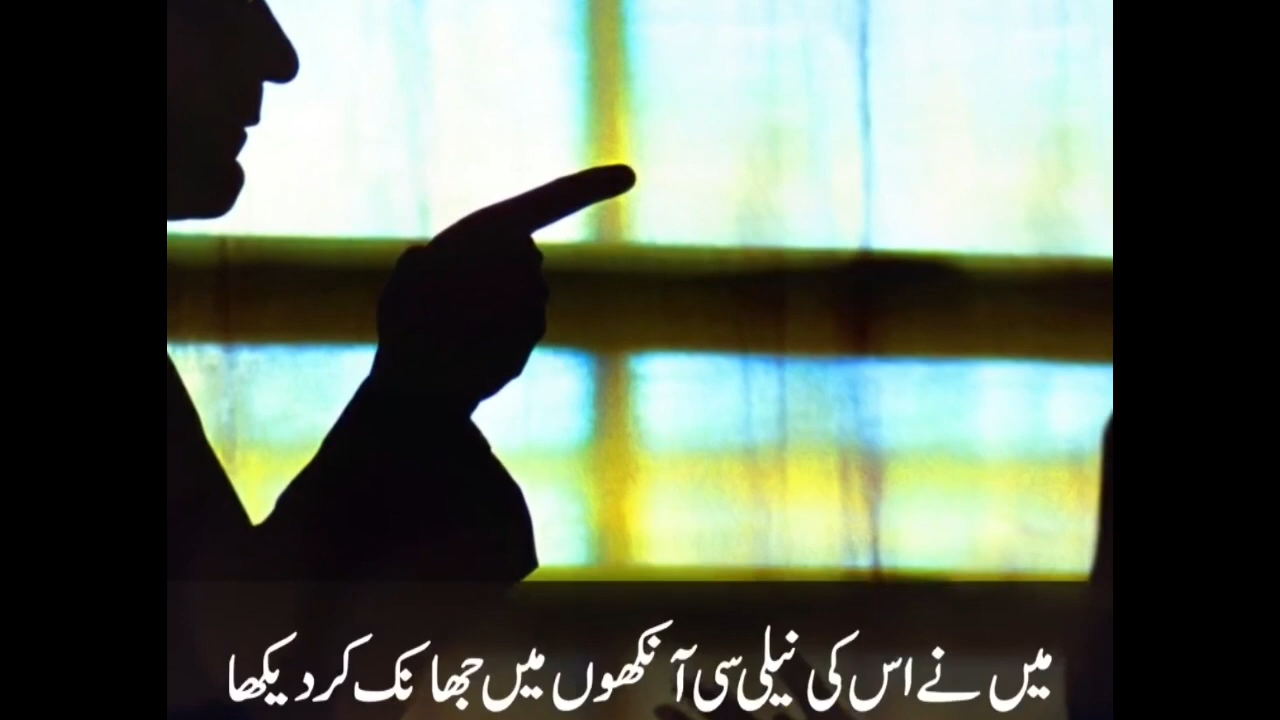 میں نے اس کی نیلی سی آنکھوں میں جھانک کر دیکھا